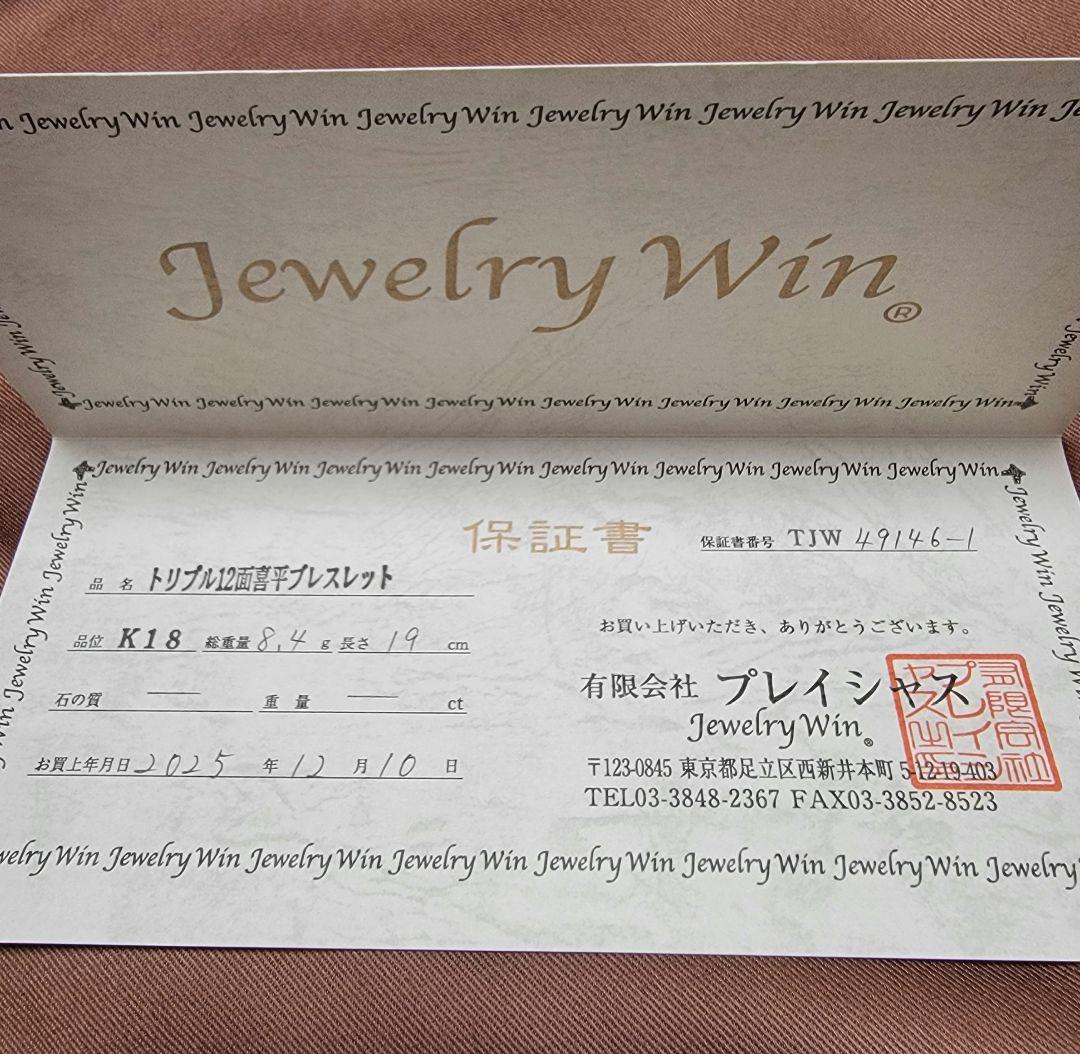 Jewelry Win Jewelry Win Jewelry Win Jewelry Win Jewelry Win Jewelry Win
Jewelry Win®
Jewelry Win Jewelry Win Jewelry Win Jewelry Win Jewelry Win Jewelry Win Jewelry Win Jewelry Win
Jewelry Win Jewelry Win Jewelry Win Jewelry Win Jewelry Win Jewelry Win Jewelry Win Jewelry Win
保証書
保証書番号 TJW 49146-1
品名 トリプル12面喜平ブレスレット
品位 K18 総重量 8.4 g 長さ 19 cm
石の質 —— 重量 —— ct
お買上年月日 2025 年 12 月 10 日
お買い上げいただき、ありがとうございます。
有限会社 プレイシャス
Jewelry Win®
〒123-0845 東京都足立区西新井本町 5-12-19-403
TEL03-3848-2367 FAX03-3852-8523
Jewelry Win Jewelry Win Jewelry Win Jewelry Win Jewelry Win Jewelry Win
Jewelry Win Jewelry Win
Jewelry Win Jewelry Win